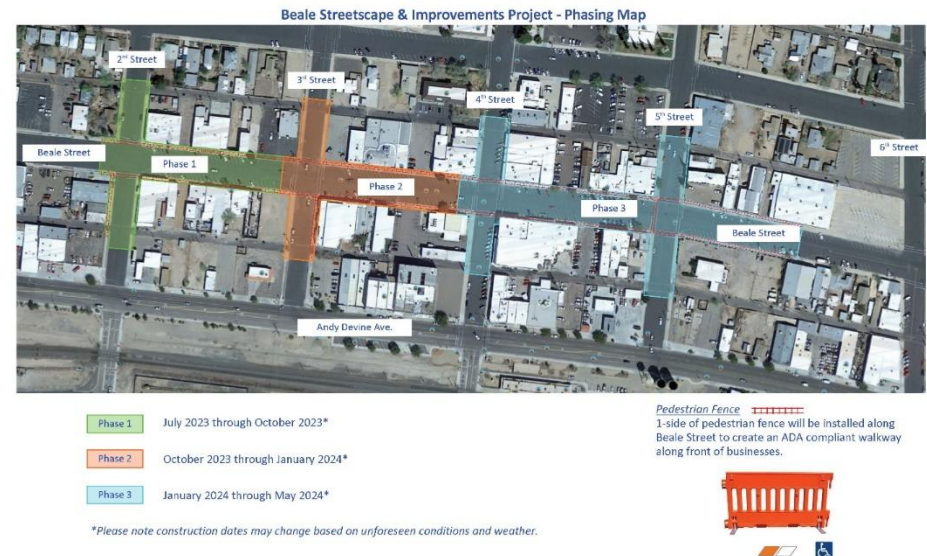 Beale Streetscape & Improvements Project - Phasing Map
2nd Street
3rd Street
4th Street
5th Street
6th Street
Beale Street
Phase 1
Phase 2
Phase 3
Beale Street
Andy Devine Ave.
Phase 1 July 2023 through October 2023*
Phase 2 October 2023 through January 2024*
Phase 3 January 2024 through May 2024*
*Please note construction dates may change based on unforeseen conditions and weather.
Pedestrian Fence
1-side of pedestrian fence will be installed along
Beale Street to create an ADA compliant walkway
along front of businesses.